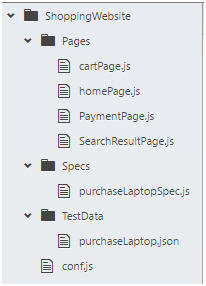 ShoppingWebsite
Pages
cartPage.js
homePage.js
PaymentPage.js
SearchResultPage.js
Specs
purchaseLaptopSpec.js
TestData
purchaseLaptop.json
conf.js